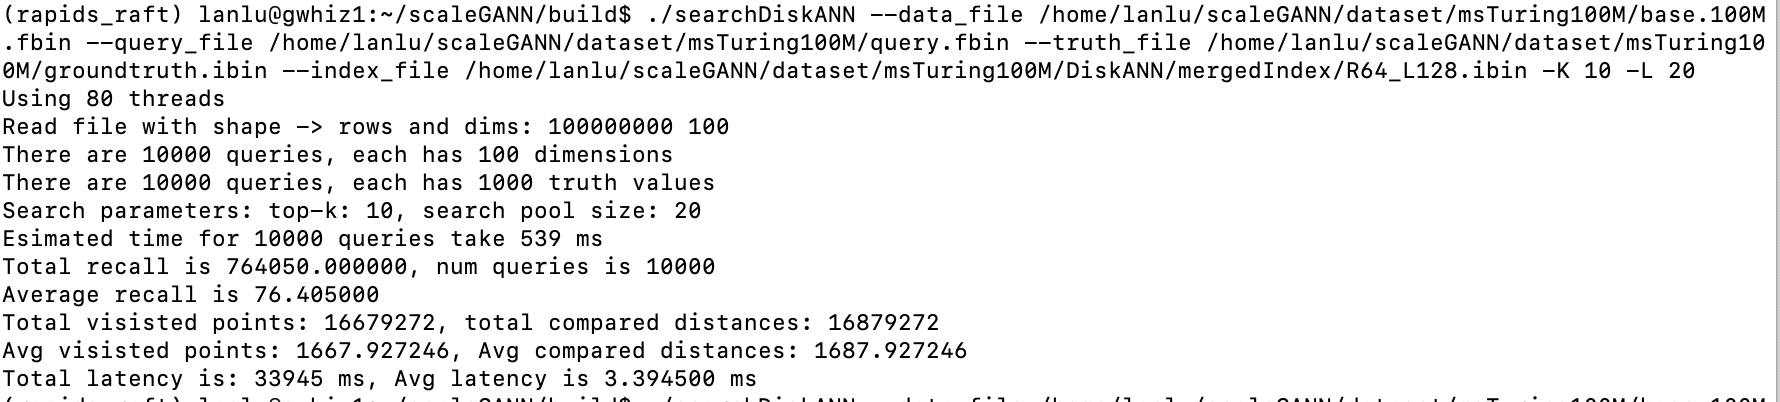 (rapids_raft) lanlu@gwhiz1:~/scaleGANN/build$ ./searchDiskANN --data_file /home/lanlu/scaleGANN/dataset/msTuring100M/base.100M
.fbin --query_file /home/lanlu/scaleGANN/dataset/msTuring100M/query.fbin --truth_file /home/lanlu/scaleGANN/dataset/msTuring10
0M/groundtruth.ibin --index_file /home/lanlu/scaleGANN/dataset/msTuring100M/DiskANN/mergedIndex/R64_L128.ibin -K 10 -L 20
Using 80 threads
Read file with shape -> rows and dims: 100000000 100
There are 10000 queries, each has 100 dimensions
There are 10000 queries, each has 1000 truth values
Search parameters: top-k: 10, search pool size: 20
Esimated time for 10000 queries take 539 ms
Total recall is 764050.000000, num queries is 10000
Average recall is 76.405000
Total visisted points: 16679272, total compared distances: 16879272
Avg visisted points: 1667.927246, Avg compared distances: 1687.927246
Total latency is: 33945 ms, Avg latency is 3.394500 ms